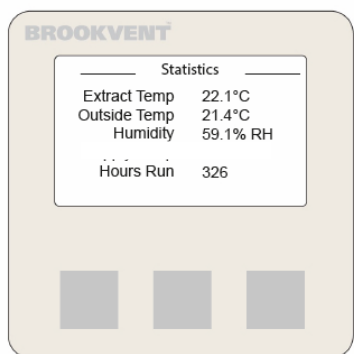 BROOKVENT
Statistics
Extract Temp 22.1°C
Outside Temp 21.4°C
Humidity 59.1% RH
Hours Run 326